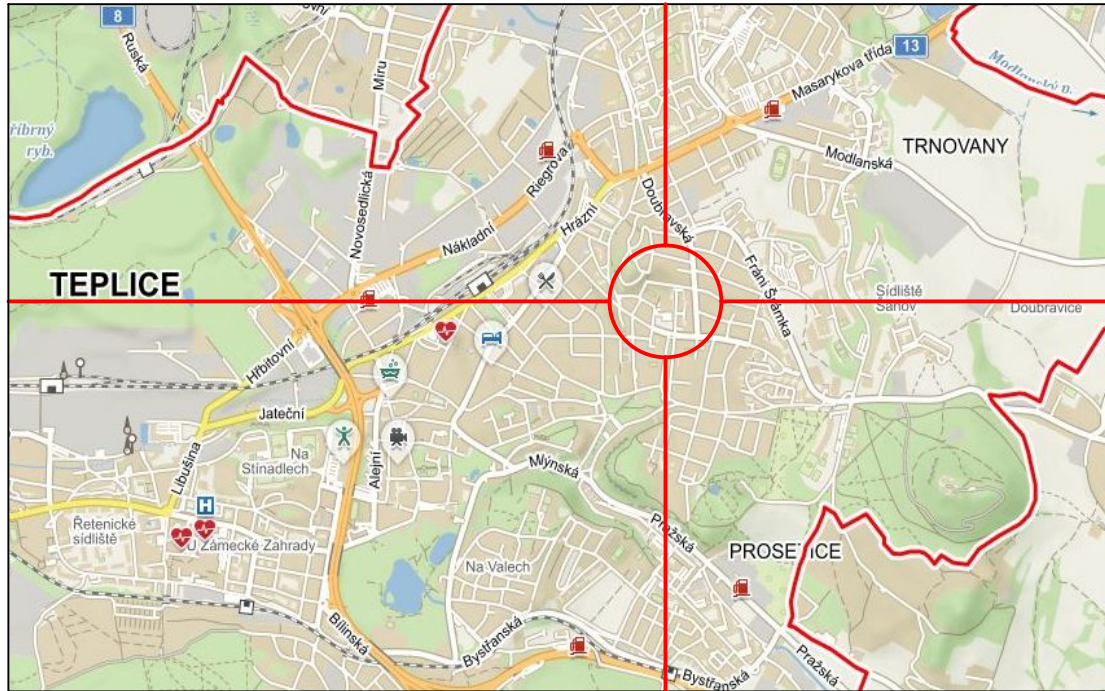 8
Ruská
Míru
13
Masarykova třída
Modlanský p.
TRNOVANY
říbrný
ryb.
Modlanská
Riegrova
Novosedlická
Nákladní
Hrázní
Doubravská
Fráni Šrámka
TEPLICE
Sídliště
Šanov
Doubravice
Hřbitovní
Jateční
Na
Stínadlech
Alejní
Libušina
Mlýnská
H
Řetenické
sídliště
U Zámecké Zahrady
Pražská
PROSETICE
Na Valech
Bílinská
Bystřanská
Bystřanská
Pražská